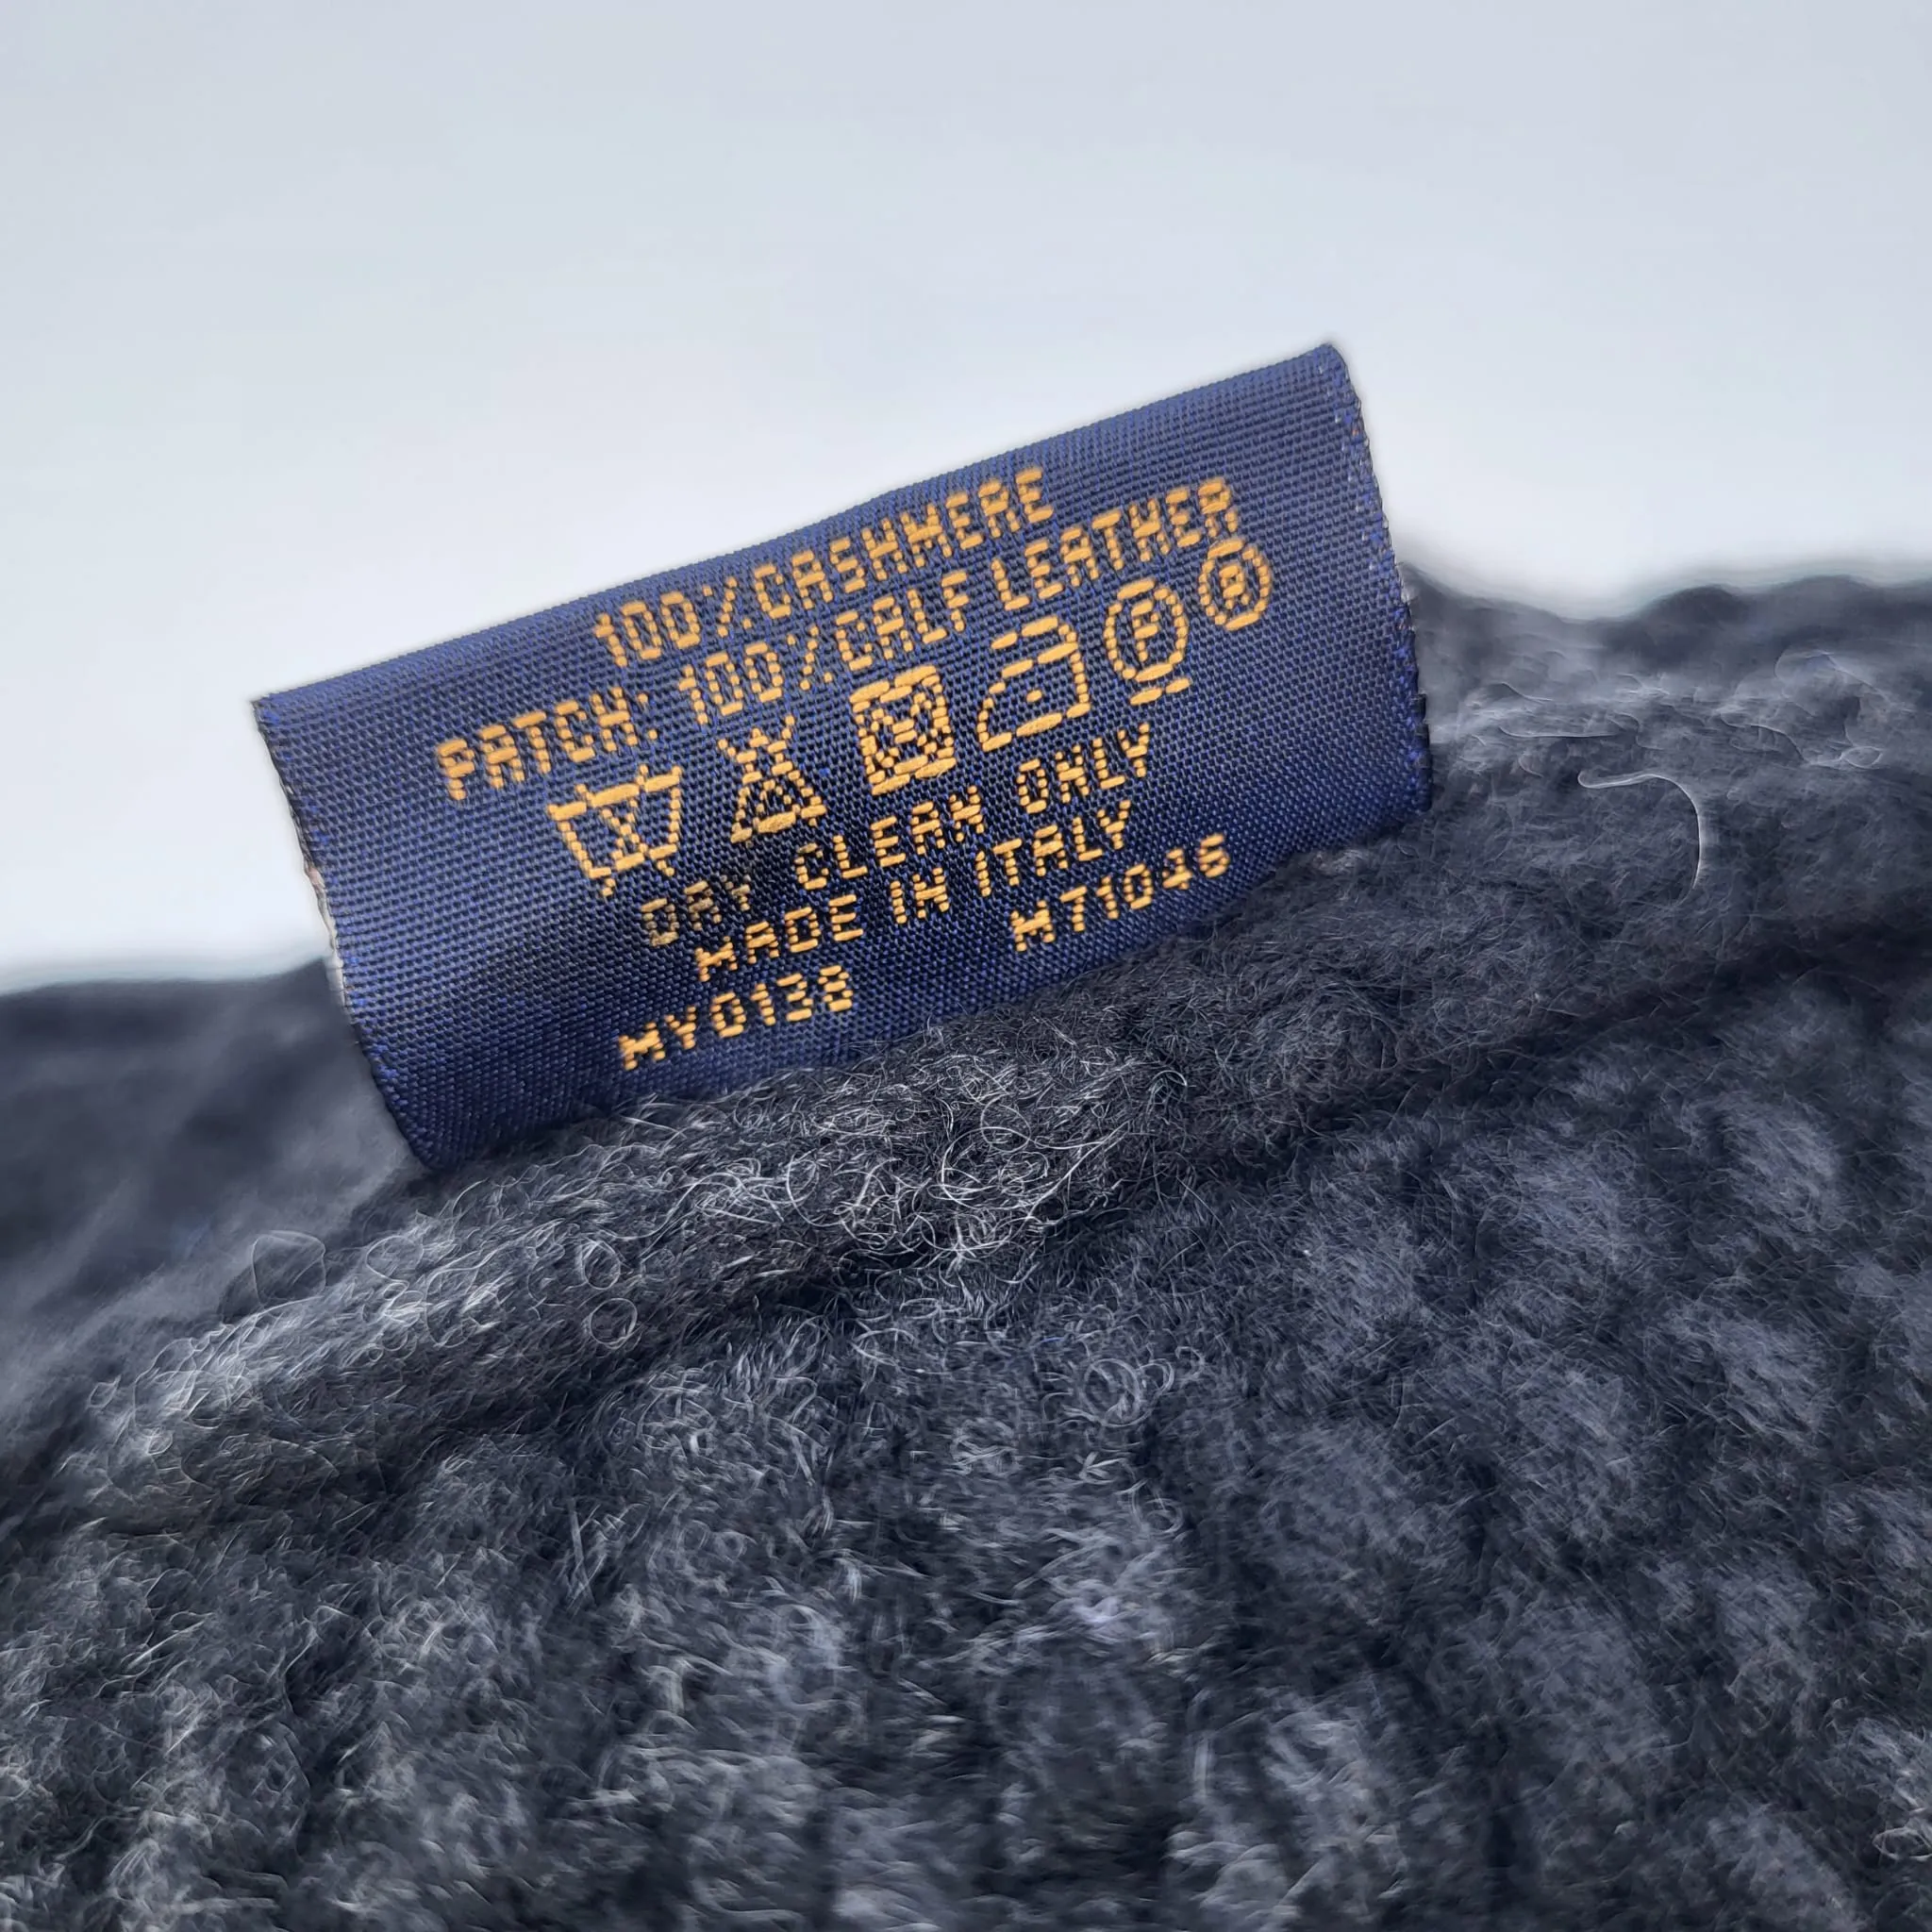 100% CASHMERE
PATCH: 100% CALF LEATHER
F R
DRY CLEAN ONLY
MADE IN ITALY
MY0138 M71046